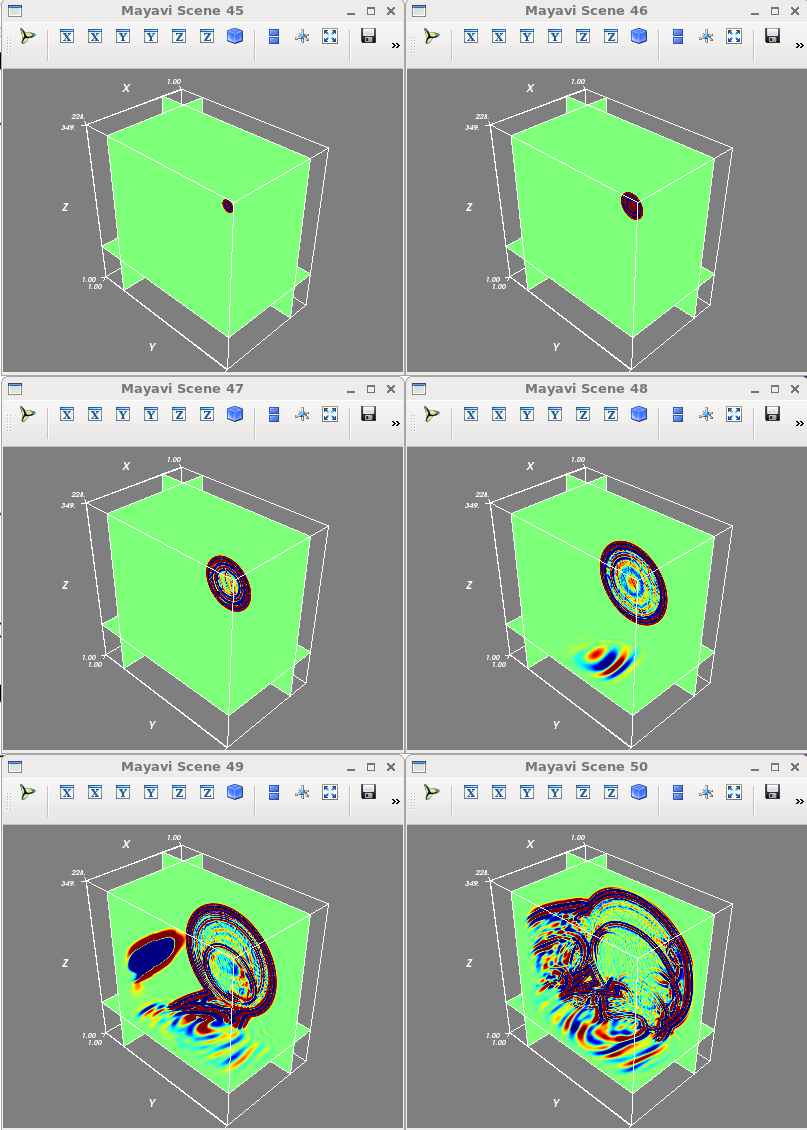 Mayavi Scene 45
X X Y Y Z Z »
X
1.00
228.
349.
Z
1.00
1.00
Y
Mayavi Scene 46
X X Y Y Z Z »
X
1.00
228.
349.
Z
1.00
1.00
Y
Mayavi Scene 47
X X Y Y Z Z »
X
1.00
228.
349.
Z
1.00
1.00
Y
Mayavi Scene 48
X X Y Y Z Z »
X
1.00
228.
349.
Z
1.00
1.00
Y
Mayavi Scene 49
X X Y Y Z Z »
X
1.00
228.
349.
Z
1.00
1.00
Y
Mayavi Scene 50
X X Y Y Z Z »
X
1.00
228.
349.
Z
1.00
1.00
Y